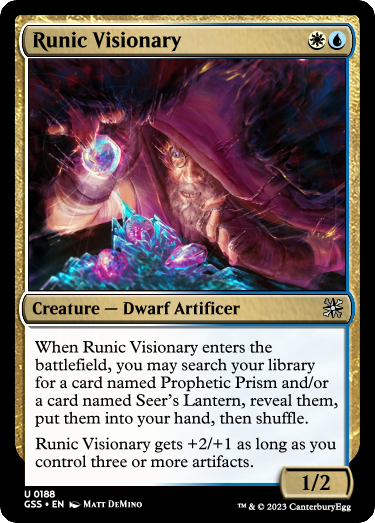 Runic Visionary
Creature — Dwarf Artificer
When Runic Visionary enters the
battlefield, you may search your library
for a card named Prophetic Prism and/or
a card named Seer's Lantern, reveal them,
put them into your hand, then shuffle.
Runic Visionary gets +2/+1 as long as you
control three or more artifacts.
1/2
U 0188
GSS • EN Matt DeMino
™ & © 2023 CanterburyEgg